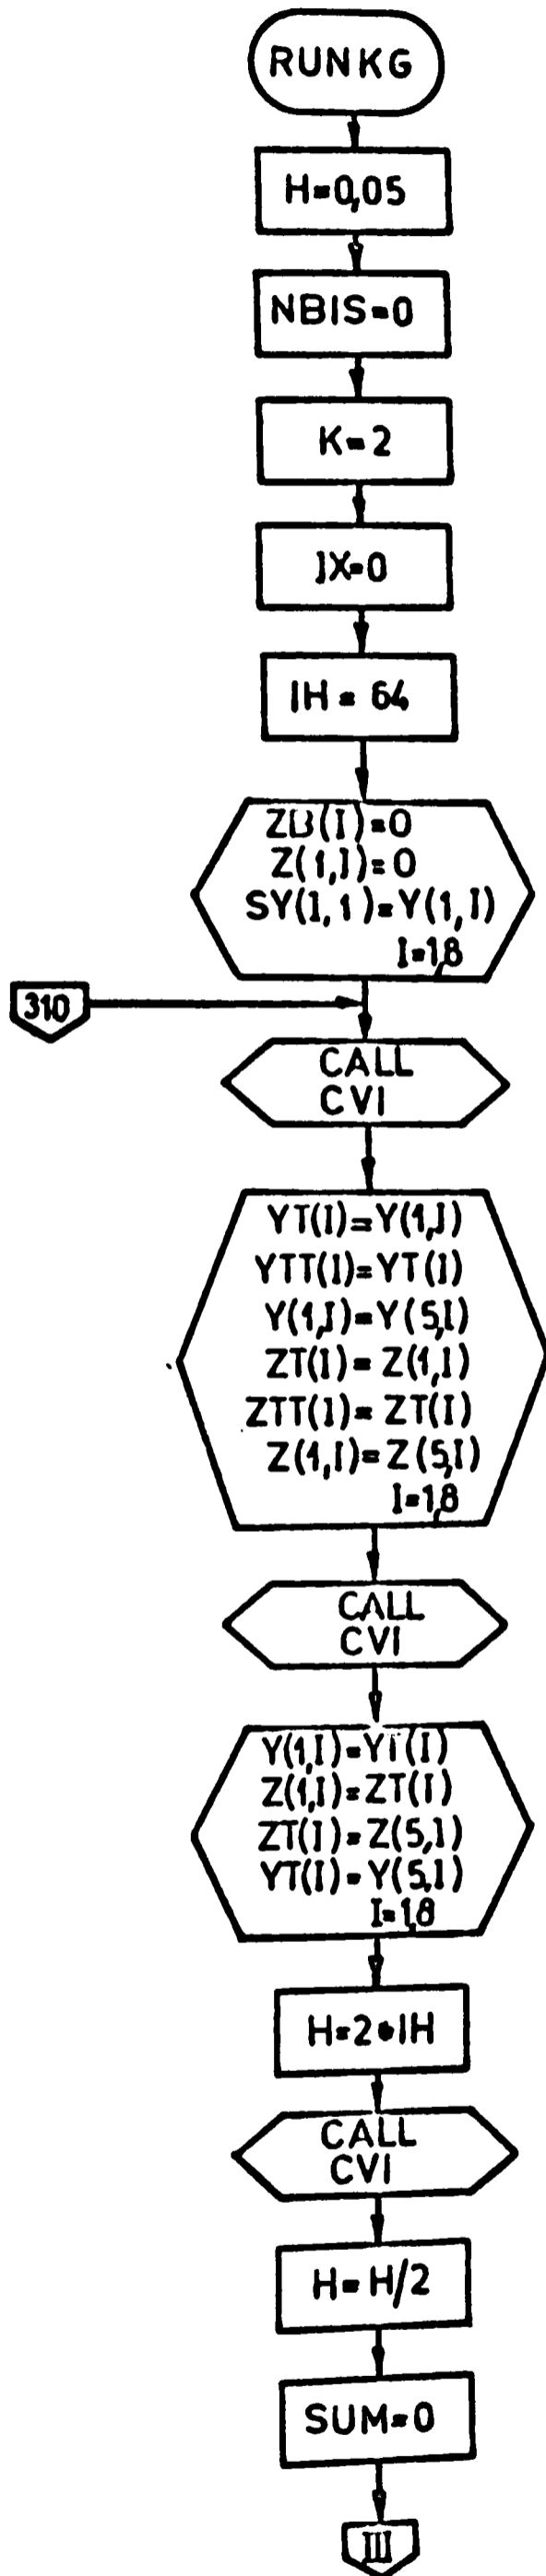 RUNKG
H=0,05
NBIS=0
K=2
JX=0
IH = 64
ZB(I)=0
Z(1,I)=0
SY(I,1)=Y(1,I)
I=1,8
310
CALL
CVI
YT(I)=Y(1,I)
YTT(I)=YT(I)
Y(1,I)=Y(5,I)
ZT(I)=Z(1,I)
ZTT(I)=ZT(I)
Z(1,I)=Z(5,I)
I=1,8
CALL
CVI
Y(1,I)=YT(I)
Z(1,I)=ZT(I)
ZT(I)=Z(5,I)
YT(I)=Y(5,I)
I=1,8
H=2*IH
CALL
CVI
H=H/2
SUM=0
III